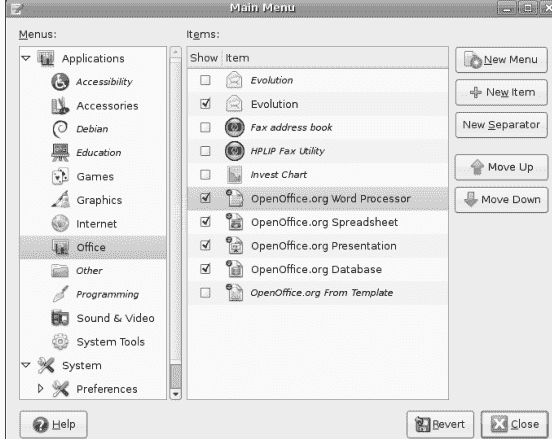 Main Menu
Menus:
Applications
Accessibility
Accessories
Debian
Education
Games
Graphics
Internet
Office
Other
Programming
Sound & Video
System Tools
System
Preferences
Items:
Show Item
Evolution
Evolution
Fax address book
HPLIP Fax Utility
Invest Chart
OpenOffice.org Word Processor
OpenOffice.org Spreadsheet
OpenOffice.org Presentation
OpenOffice.org Database
OpenOffice.org From Template
New Menu
New Item
New Separator
Move Up
Move Down
Help
Revert
Close